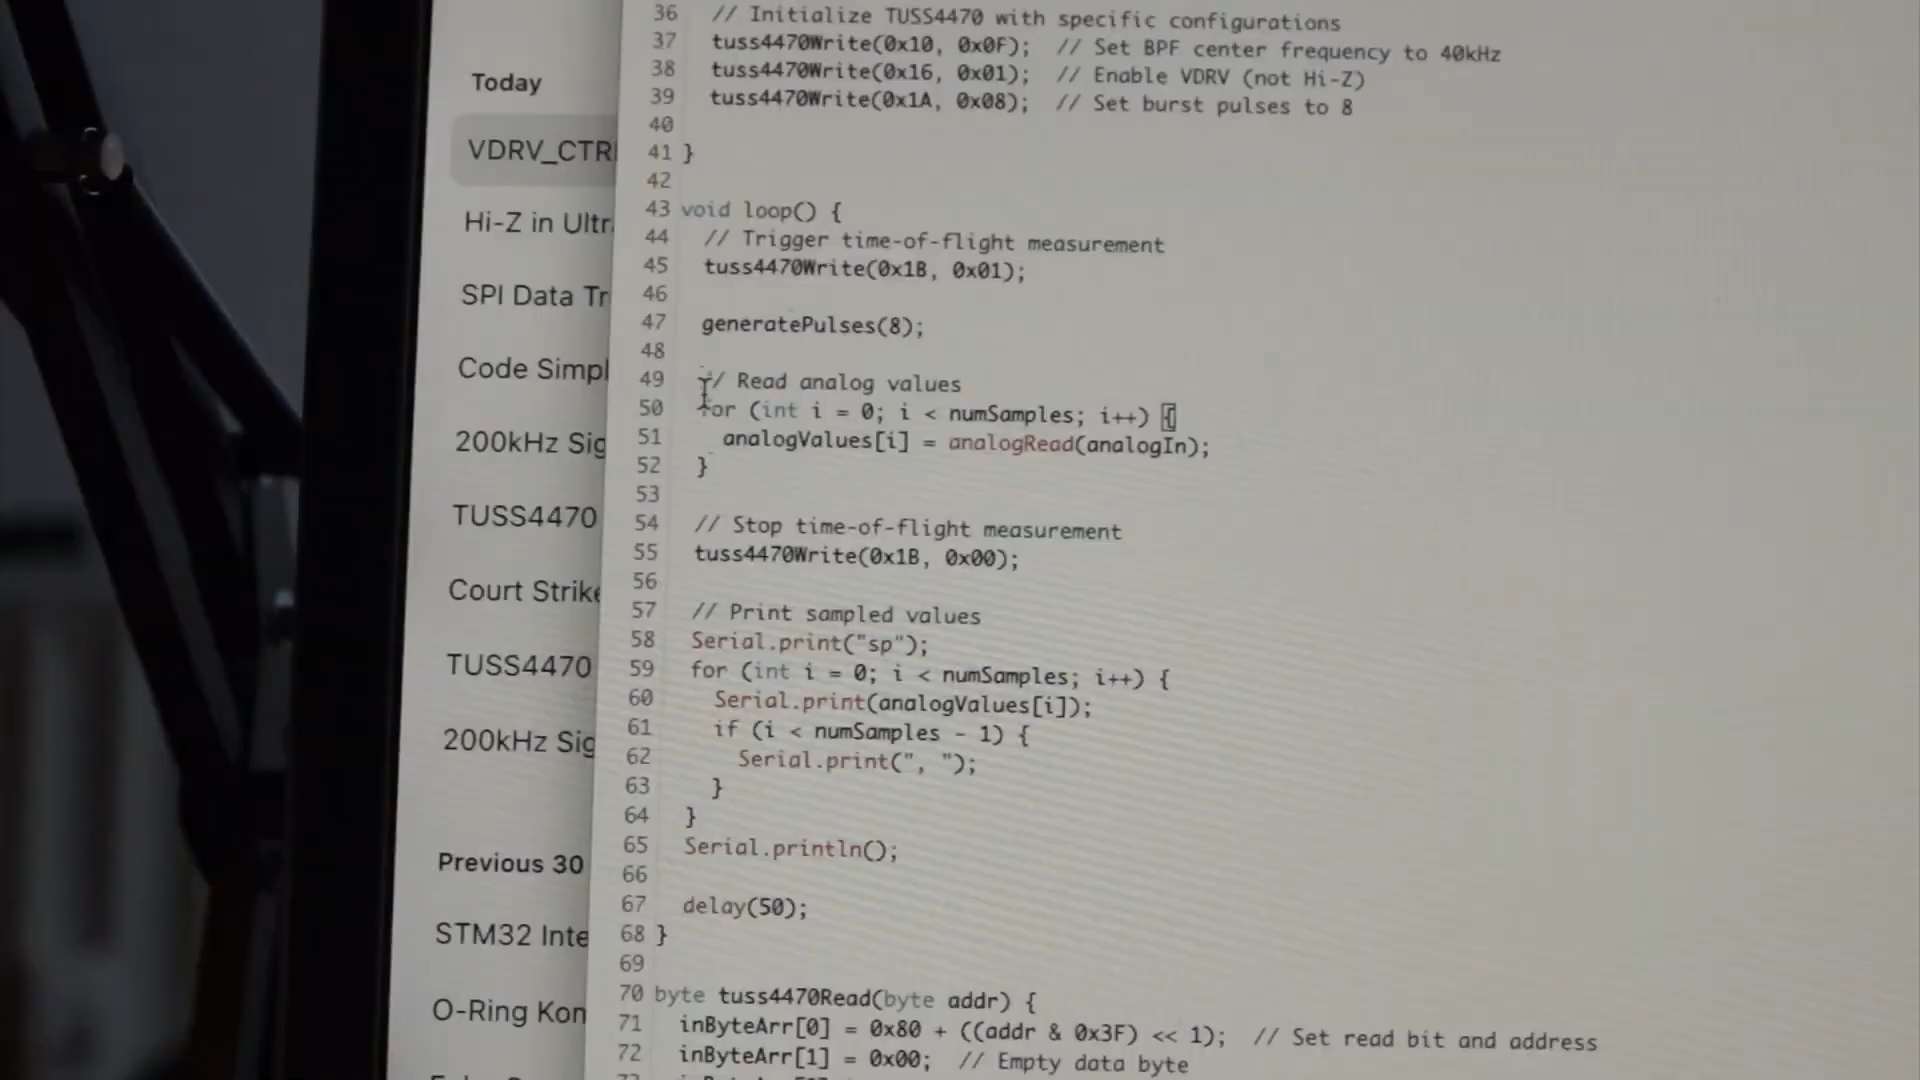 Today
VDRV_CTR
Hi-Z in Ultr
SPI Data Tr
Code Simpl
200kHz Sig
TUSS4470
Court Strike
TUSS4470
200kHz Sig
Previous 30
STM32 Inte
O-Ring Kon
36 // Initialize TUSS4470 with specific configurations
37 tuss4470Write(0x10, 0x0F); // Set BPF center frequency to 40kHz
38 tuss4470Write(0x16, 0x01); // Enable VDRV (not Hi-Z)
39 tuss4470Write(0x1A, 0x08); // Set burst pulses to 8
40
41 }
42
43 void loop() {
44 // Trigger time-of-flight measurement
45 tuss4470Write(0x1B, 0x01);
46
47 generatePulses(8);
48
49 // Read analog values
50 for (int i = 0; i < numSamples; i++) {
51 analogValues[i] = analogRead(analogIn);
52 }
53
54 // Stop time-of-flight measurement
55 tuss4470Write(0x1B, 0x00);
56
57 // Print sampled values
58 Serial.print("sp");
59 for (int i = 0; i < numSamples; i++) {
60 Serial.print(analogValues[i]);
61 if (i < numSamples - 1) {
62 Serial.print(", ");
63 }
64 }
65 Serial.println();
66
67 delay(50);
68 }
69
70 byte tuss4470Read(byte addr) {
71 inByteArr[0] = 0x80 + ((addr & 0x3F) << 1); // Set read bit and address
72 inByteArr[1] = 0x00; // Empty data byte